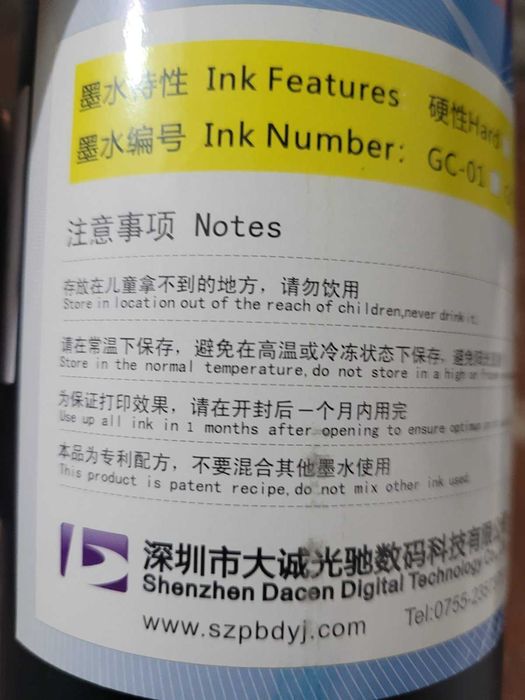 墨水特性 Ink Features 硬性Hard
墨水编号 Ink Number: GC-01
注意事项 Notes
存放在儿童拿不到的地方，请勿饮用
Store in location out of the reach of children,never drink it.
请在常温下保存，避免在高温或冷冻状态下保存，避免
Store in the normal temperature, do not store in a high or
为保证打印效果，请在开封后一个月内用完
Use up all ink in 1 months after opening to ensure
本品为专利配方，不要混合其他墨水使用
This product is patent recipe, do not mix other ink used.
深圳市大诚光驰数码科技有限
Shenzhen Dacen Digital Technology Co.
www.szpbdyj.com Tel:0755-